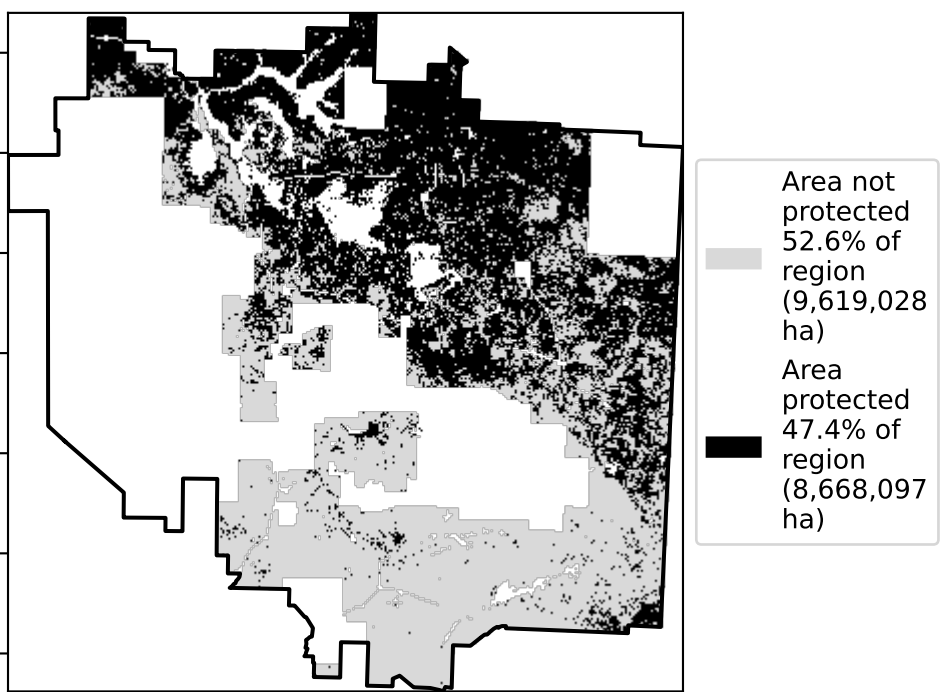 Area not
protected
52.6% of
region
(9,619,028
ha)
Area
protected
47.4% of
region
(8,668,097
ha)